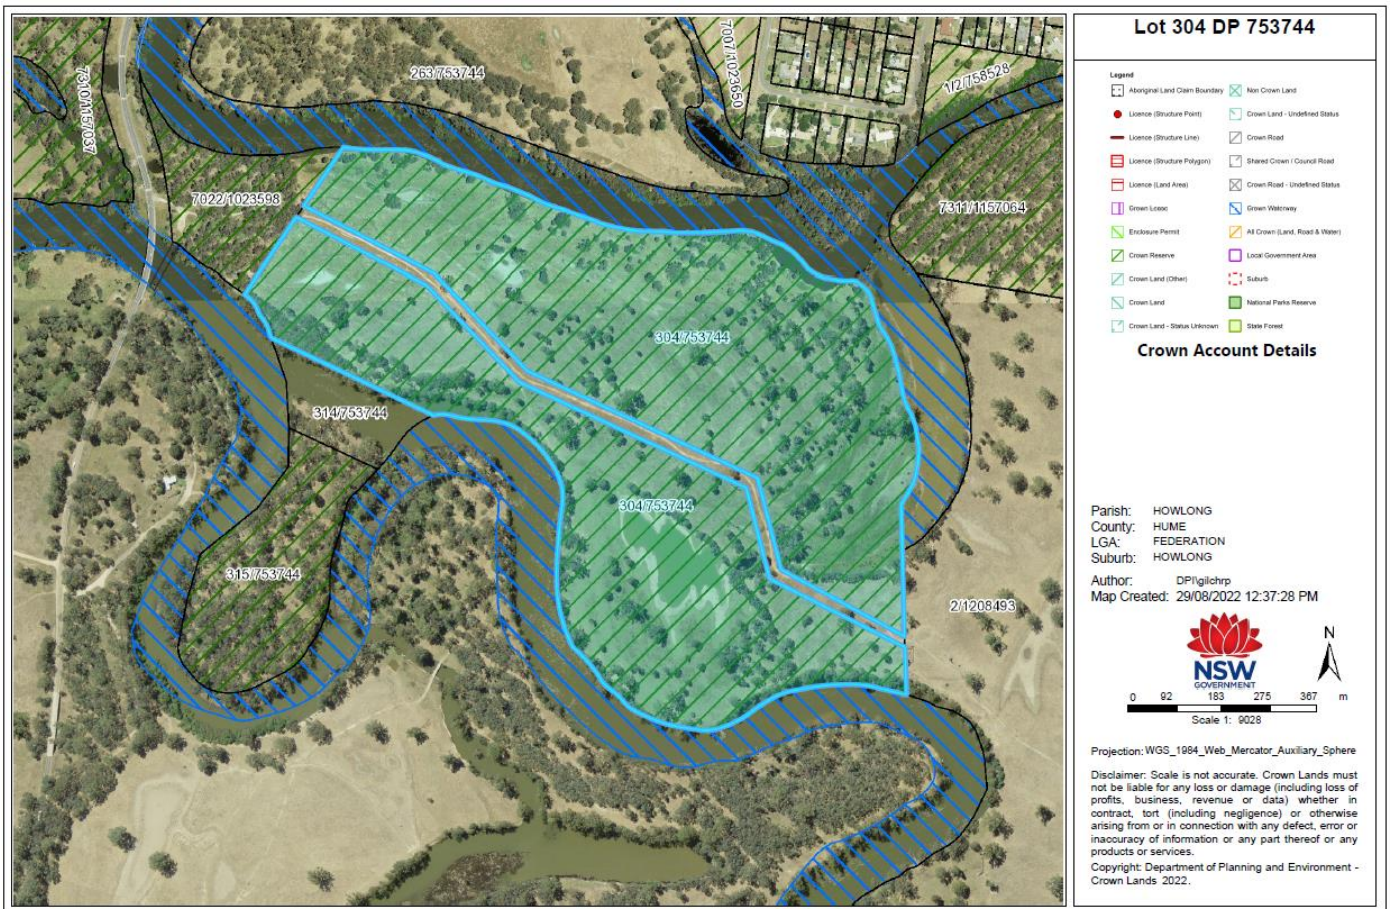 Lot 304 DP 753744
Legend
Aboriginal Land Claim Boundary
Non Crown Land
Licence (Structure Point)
Crown Land - Undefined Status
Licence (Structure Line)
Crown Road
Licence (Structure Polygon)
Shared Crown / Council Road
Licence (Land Area)
Crown Road - Undefined Status
Crown Lease
Crown Waterway
Enclosure Permit
All Crown (Land, Road & Water)
Crown Reserve
Local Government Area
Crown Land (Other)
Suburb
Crown Land
National Parks Reserve
Crown Land - Status Unknown
State Forest
Crown Account Details
Parish: HOWLONG
County: HUME
LGA: FEDERATION
Suburb: HOWLONG
Author: DPI\gilchrp
Map Created: 29/08/2022 12:37:28 PM
NSW
GOVERNMENT
N
0 92 183 275 367 m
Scale 1: 9028
Projection: WGS_1984_Web_Mercator_Auxiliary_Sphere
Disclaimer: Scale is not accurate. Crown Lands must
not be liable for any loss or damage (including loss of
profits, business, revenue or data) whether in
contract, tort (including negligence) or otherwise
arising from or in connection with any defect, error or
inaccuracy of information or any part thereof or any
products or services.
Copyright: Department of Planning and Environment -
Crown Lands 2022.
7310/1157037
263/753744
7007/1023650
1/2/758528
7022/1023598
7311/1157064
304/753744
314/753744
304/753744
315/753744
2/1208493